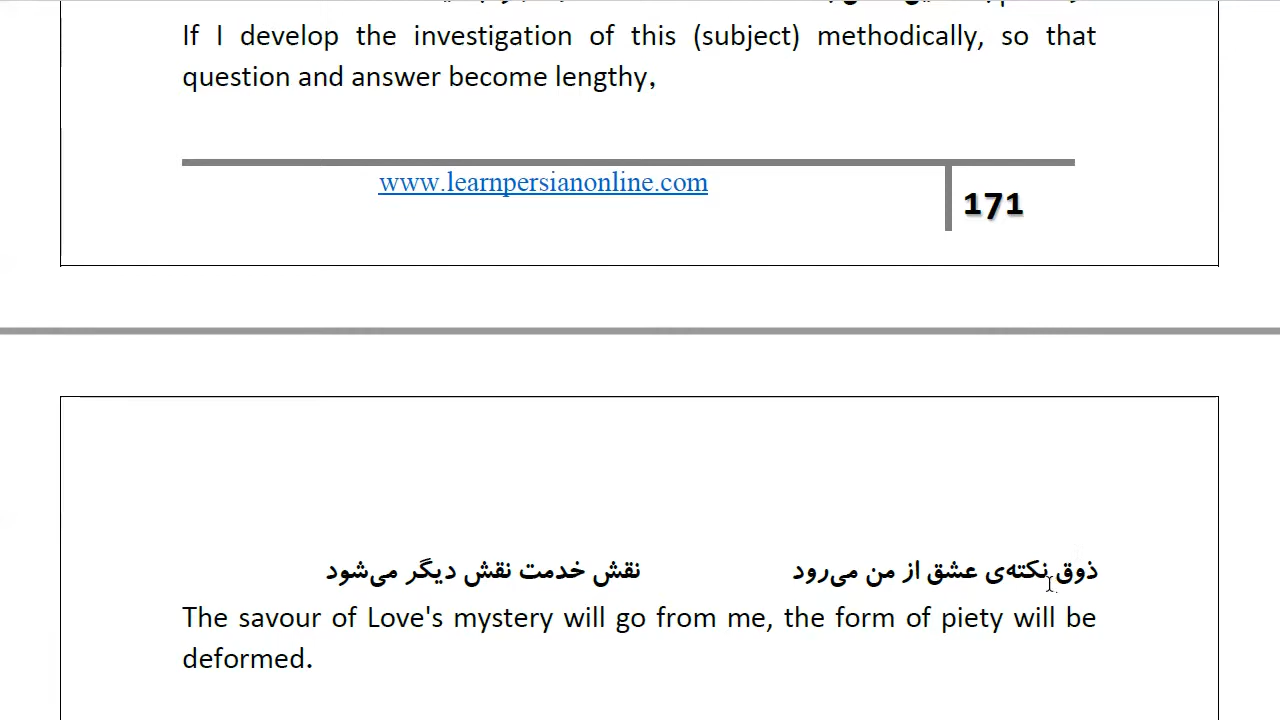 If I develop the investigation of this (subject) methodically, so that
question and answer become lengthy,
www.learnpersianonline.com
171
ذوق نکته‌ی عشق از من می‌رود نقش خدمت نقش دیگر می‌شود
The savour of Love's mystery will go from me, the form of piety will be
deformed.